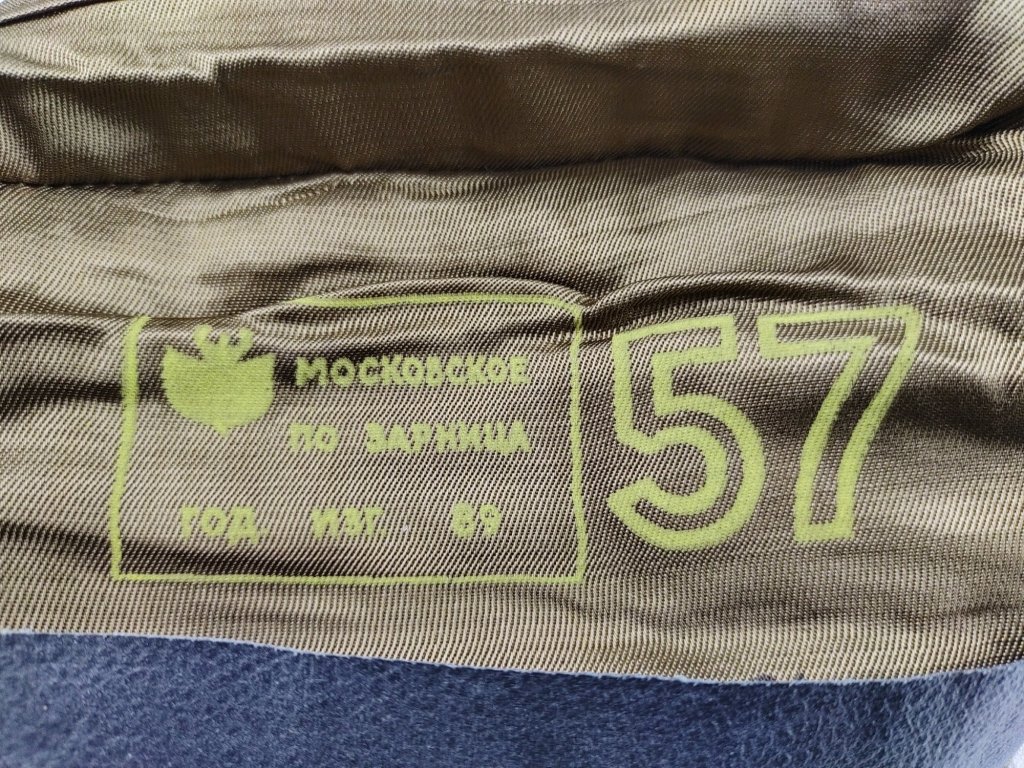 МОСКОВСКОЕ
ПО ЗАРНИЦА
ГОД. ИЗГ. 89
57